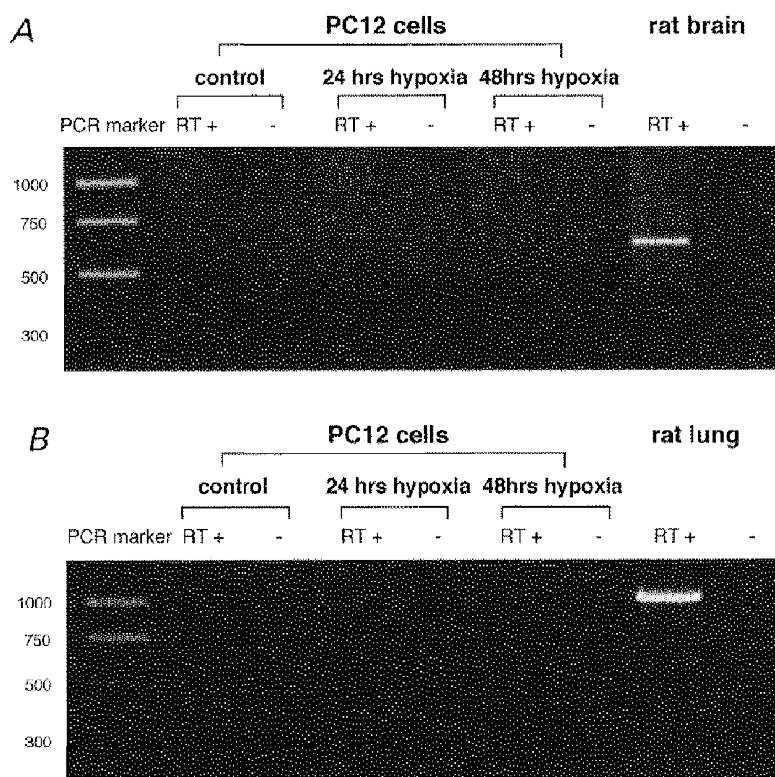 A PC12 cells rat brain
control 24 hrs hypoxia 48hrs hypoxia
PCR marker RT + - RT + - RT + - RT + -
1000
750
500
300
B PC12 cells rat lung
control 24 hrs hypoxia 48hrs hypoxia
PCR marker RT + - RT + - RT + - RT + -
1000
750
500
300